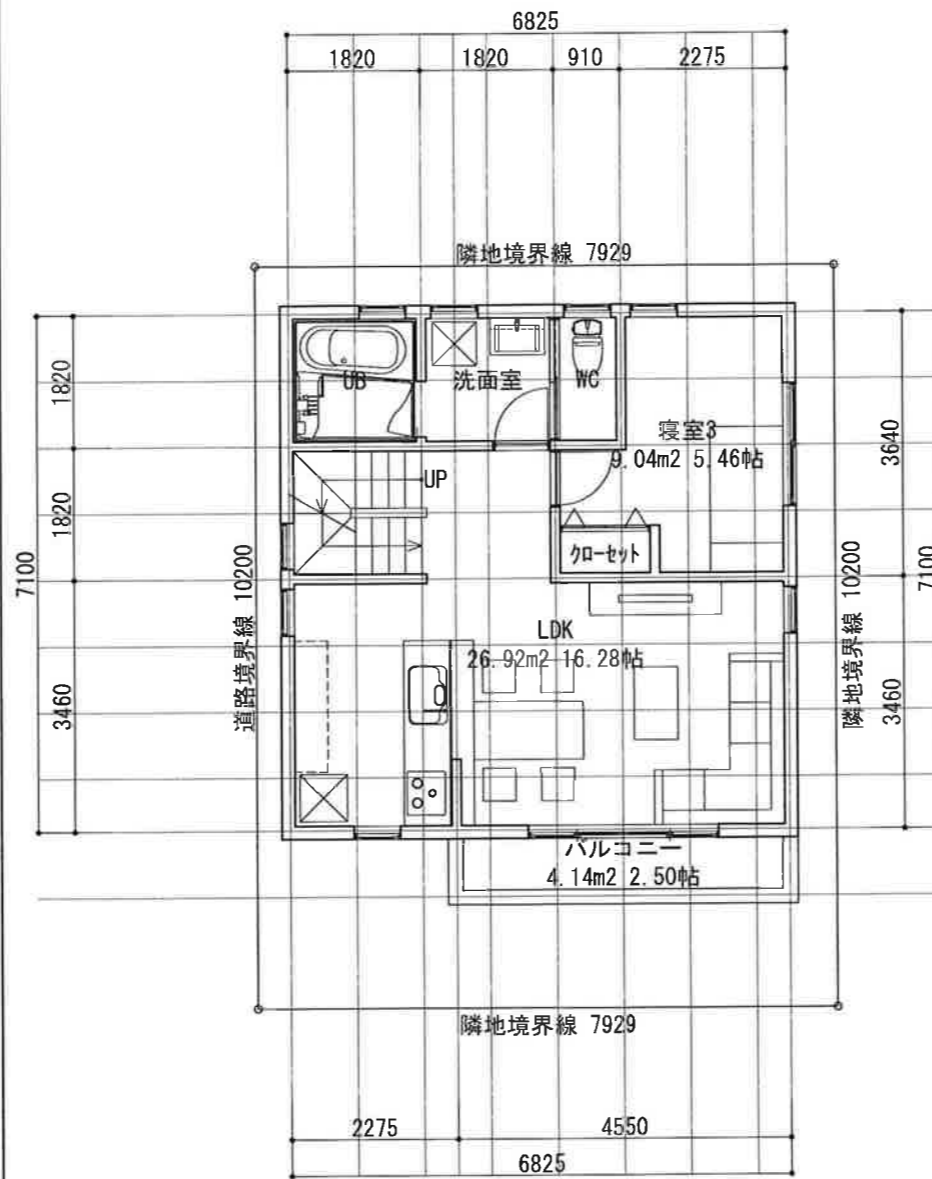 6825
1820 1820 910 2275
隣地境界線 7929
UB 洗面室 WC
寝室3
9.04m2 5.46帖
UP
クローゼット
LDK
26.92m2 16.28帖
バルコニー
4.14m2 2.50帖
7100
1820
1820
3460
道路境界線 10200
隣地境界線 10200
3640
3460
7100
隣地境界線 7929
2275 4550
6825